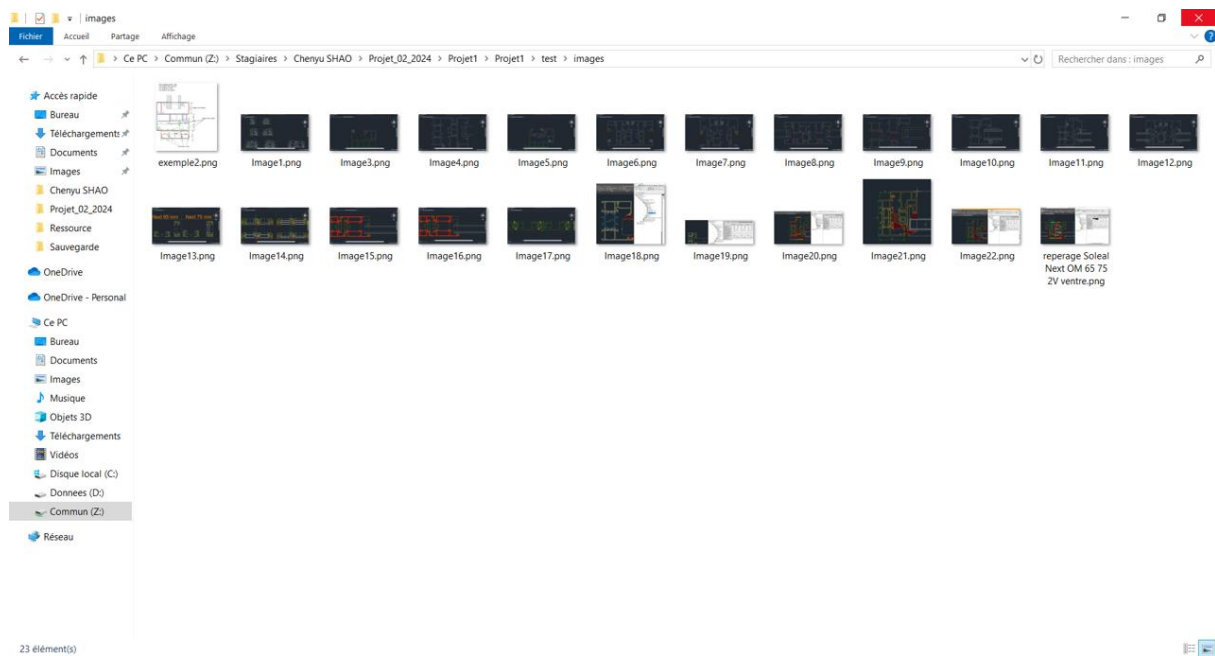 images
Fichier Accueil Partage Affichage
Ce PC > Commun (Z:) > Stagiaires > Chenyu SHAO > Projet_02_2024 > Projet1 > Projet1 > test > images
Rechercher dans : images
Accès rapide
Bureau
Téléchargements
Documents
Images
Chenyu SHAO
Projet_02_2024
Ressource
Sauvegarde
OneDrive
OneDrive - Personal
Ce PC
Bureau
Documents
Images
Musique
Objets 3D
Téléchargements
Vidéos
Disque local (C:)
Donnees (D:)
Commun (Z:)
Réseau
exemple2.png Image1.png Image3.png Image4.png Image5.png Image6.png Image7.png Image8.png Image9.png Image10.png Image11.png Image12.png
Image13.png Image14.png Image15.png Image16.png Image17.png Image18.png Image19.png Image20.png Image21.png Image22.png reperage Soleal
Next OM 65 75
2V ventre.png
23 élément(s)